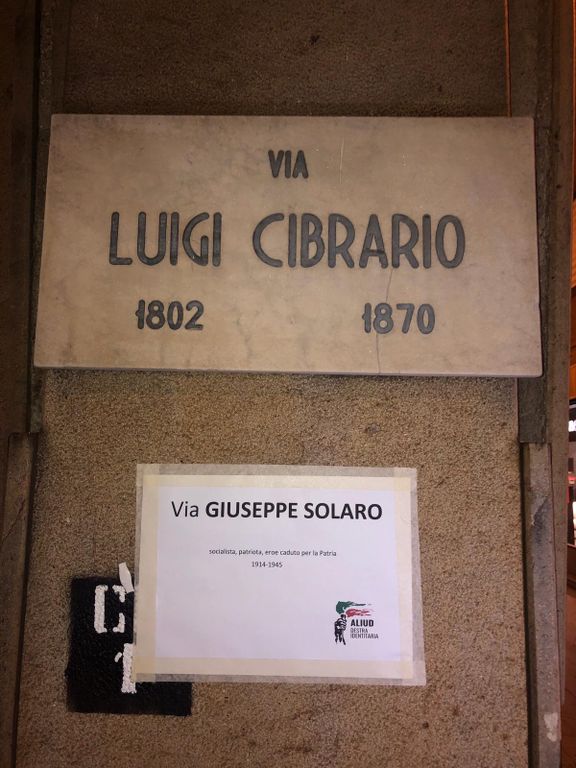 VIA
LUIGI CIBRARIO
1802 1870
Via GIUSEPPE SOLARO
socialista, patriota, eroe caduto per la Patria
1914-1945
ALIUD
DESTRA
IDENTITARIA